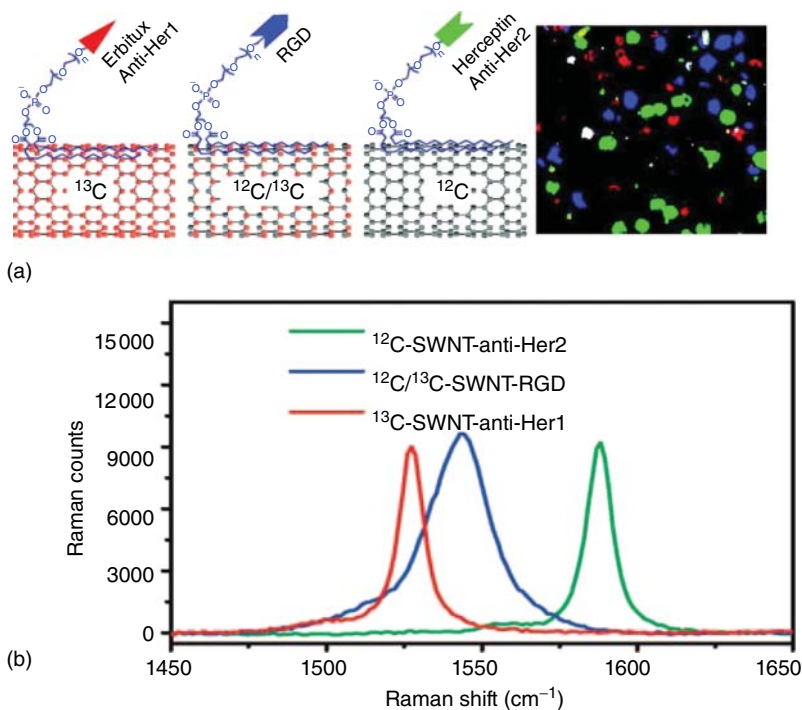 Erbitux
Anti-Her1
RGD
Herceptin
Anti-Her2
O
O
n
O
⁻O
P
O
O
O
O
O
O
n
O
⁻O
P
O
O
O
O
O
O
n
O
⁻O
P
O
O
O
O
¹³C
¹²C/¹³C
¹²C
(a)
15000
12000
9000
6000
3000
0
Raman counts
¹²C-SWNT-anti-Her2
¹²C/¹³C-SWNT-RGD
¹³C-SWNT-anti-Her1
1450
1500
1550
1600
1650
Raman shift (cm⁻¹)
(b)